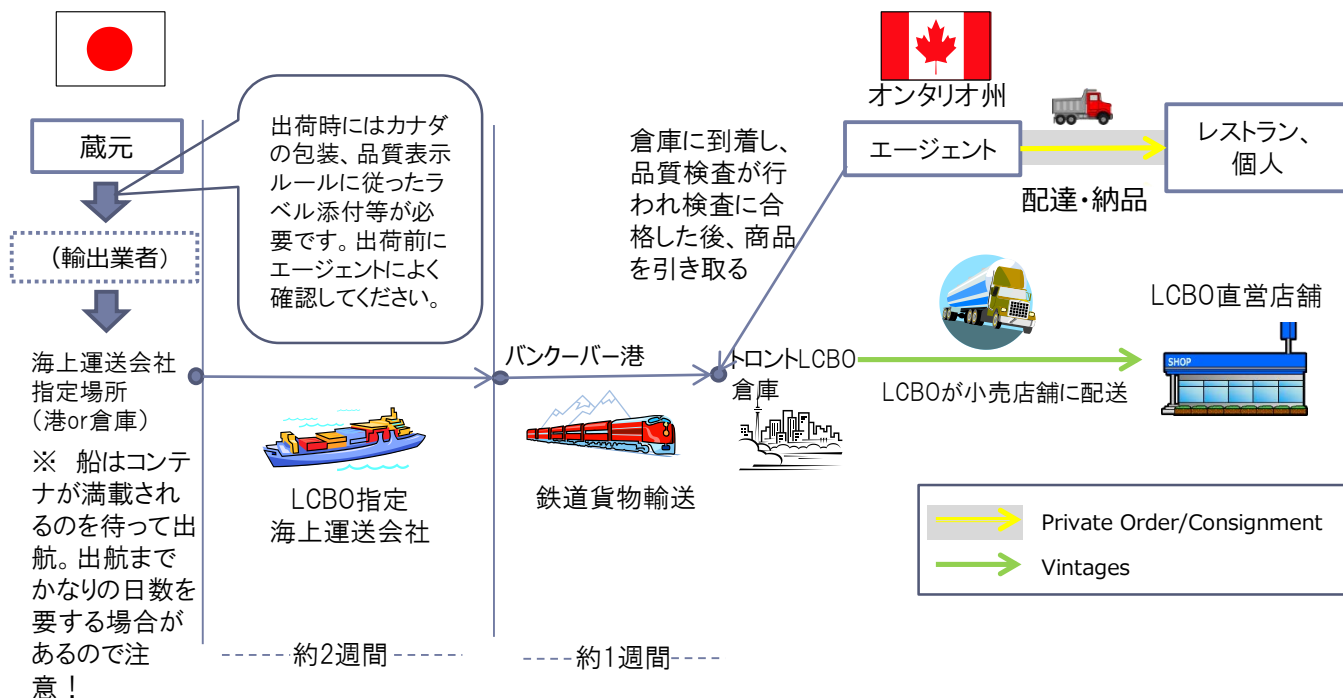 蔵元
(輸出業者)
海上運送会社
指定場所
(港or倉庫)
※ 船はコンテ
ナが満載され
るのを待って出
航。出航まで
かなりの日数を
要する場合が
あるので注
意!
出荷時にはカナダ
の包装、品質表示
ルールに従ったラ
ベル添付等が必
要です。出荷前に
エージェントによく
確認してください。
LCBO指定
海上運送会社
約2週間
バンクーバー港
鉄道貨物輸送
約1週間
倉庫に到着し、
品質検査が行
われ検査に合
格した後、商品
を引き取る
トロントLCBO
倉庫
オンタリオ州
エージェント
配達・納品
レストラン、
個人
LCBOが小売店舗に配送
LCBO直営店舗
SHOP
Private Order/Consignment
Vintages